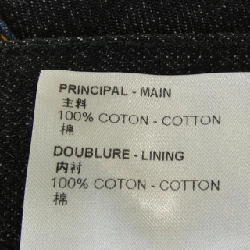 PRINCIPAL - MAIN
主料
100% COTON - COTTON
棉
DOUBLURE - LINING
内衬
100% COTON - COTTON
棉